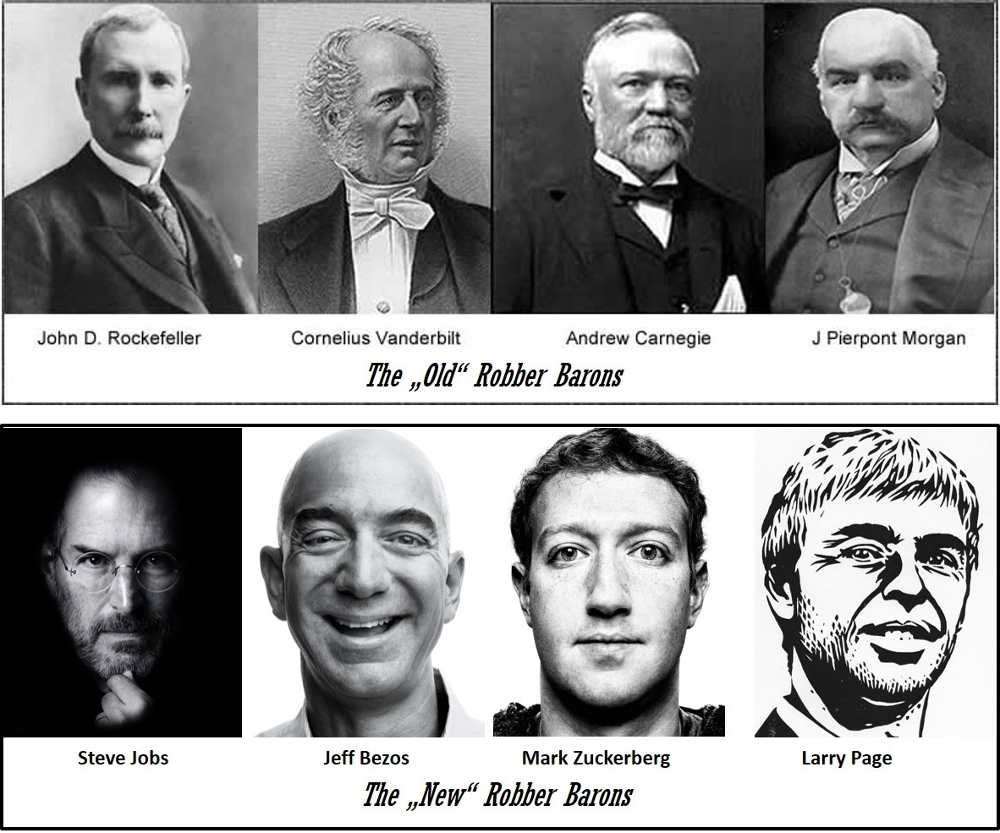 John D. Rockefeller Cornelius Vanderbilt Andrew Carnegie J Pierpont Morgan
The „Old“ Robber Barons
Steve Jobs Jeff Bezos Mark Zuckerberg Larry Page
The „New“ Robber Barons